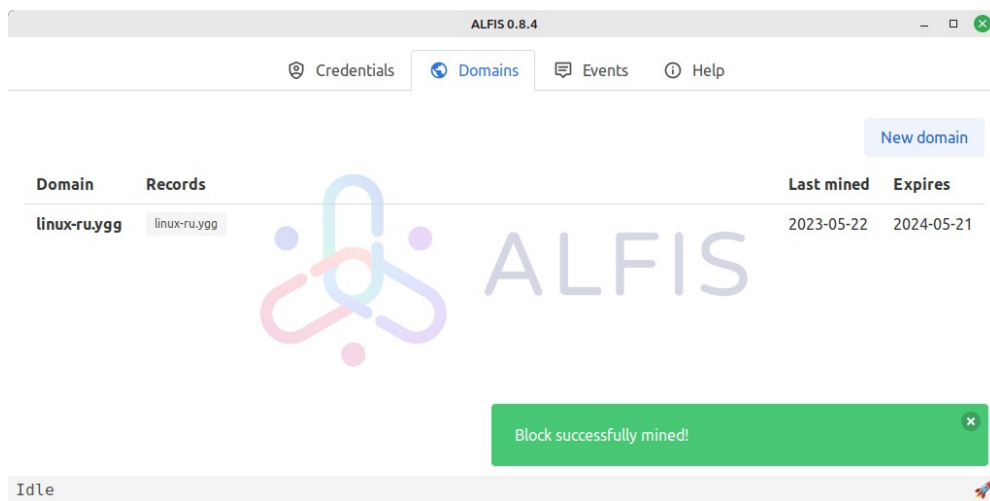 ALFIS 0.8.4
Credentials Domains Events Help
New domain
Domain Records Last mined Expires
linux-ru.ygg linux-ru.ygg 2023-05-22 2024-05-21
ALFIS
Block successfully mined!
Idle